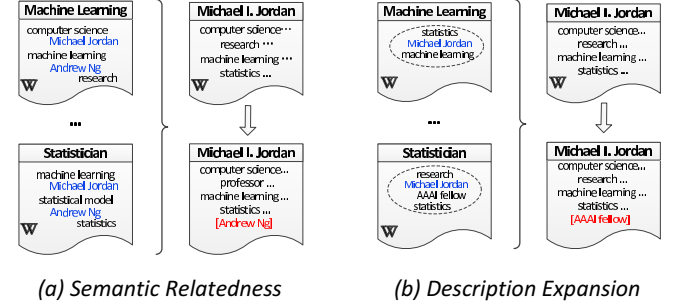 Machine Learning
computer science
Michael Jordan
machine learning
Andrew Ng
research
W
...
Statistician
machine learning
Michael Jordan
statistical model
Andrew Ng
statistics
W
Michael I. Jordan
computer science...
research ...
machine learning ...
statistics ...
W
Michael I. Jordan
computer science...
professor ...
machine learning ...
statistics ...
[Andrew Ng]
W
(a) Semantic Relatedness
Machine Learning
statistics
Michael Jordan
machine learning
W
...
Statistician
research
Michael Jordan
AAAI fellow
statistics
W
Michael I. Jordan
computer science...
research ...
machine learning ...
statistics ...
W
Michael I. Jordan
computer science...
research ...
machine learning ...
statistics ...
[AAAI fellow]
W
(b) Description Expansion